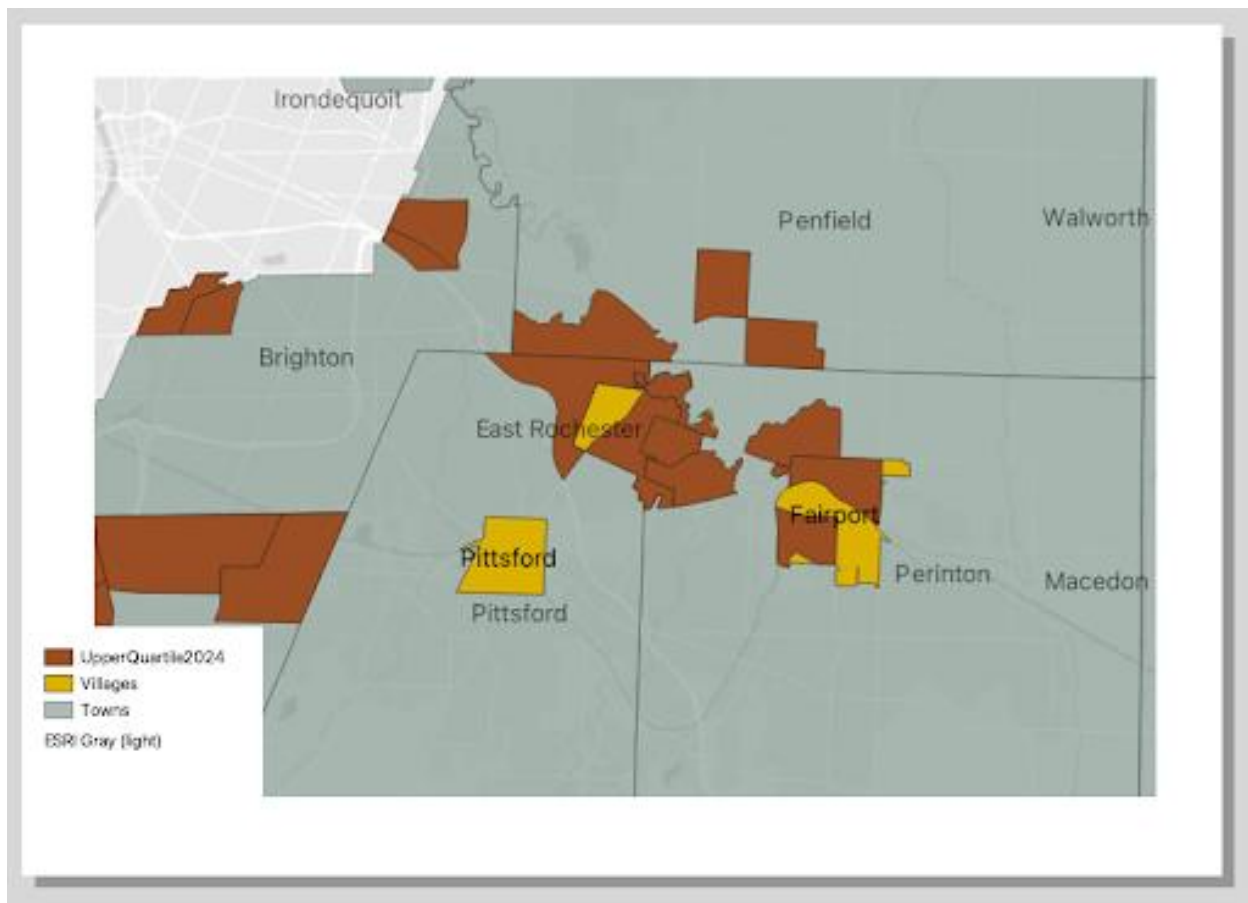 Irondequoit
Penfield
Walworth
Brighton
East Rochester
Fairport
Pittsford
Perinton
Macedon
Pittsford
UpperQuartile2024
Villages
Towns
ESRI Gray (light)